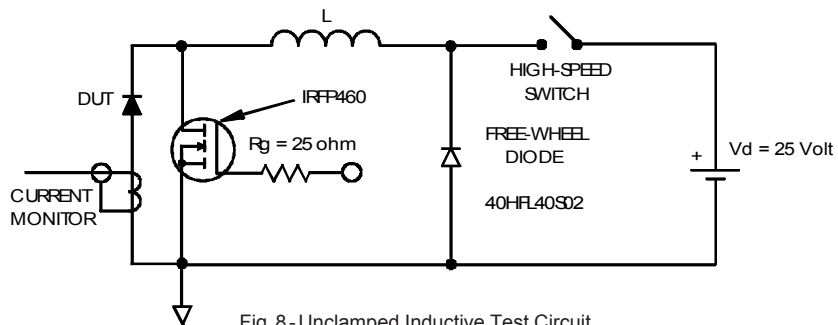 L
HIGH-SPEED
SWITCH
DUT
IRFP460
Rg = 25 ohm
FREE-WHEEL
DIODE
+
Vd = 25 Volt
40HFL40S02
CURRENT
MONITOR
Fig. 8 - Unclamped Inductive Test Circuit